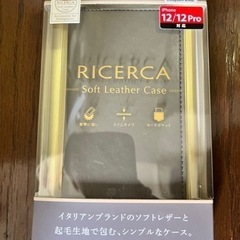 RICERCA
iPhone
12/12Pro
対応
RICERCA
Soft Leather Case
イタリアンブランドのソフトレザーと
起毛生地で包む、シンプルなケース。